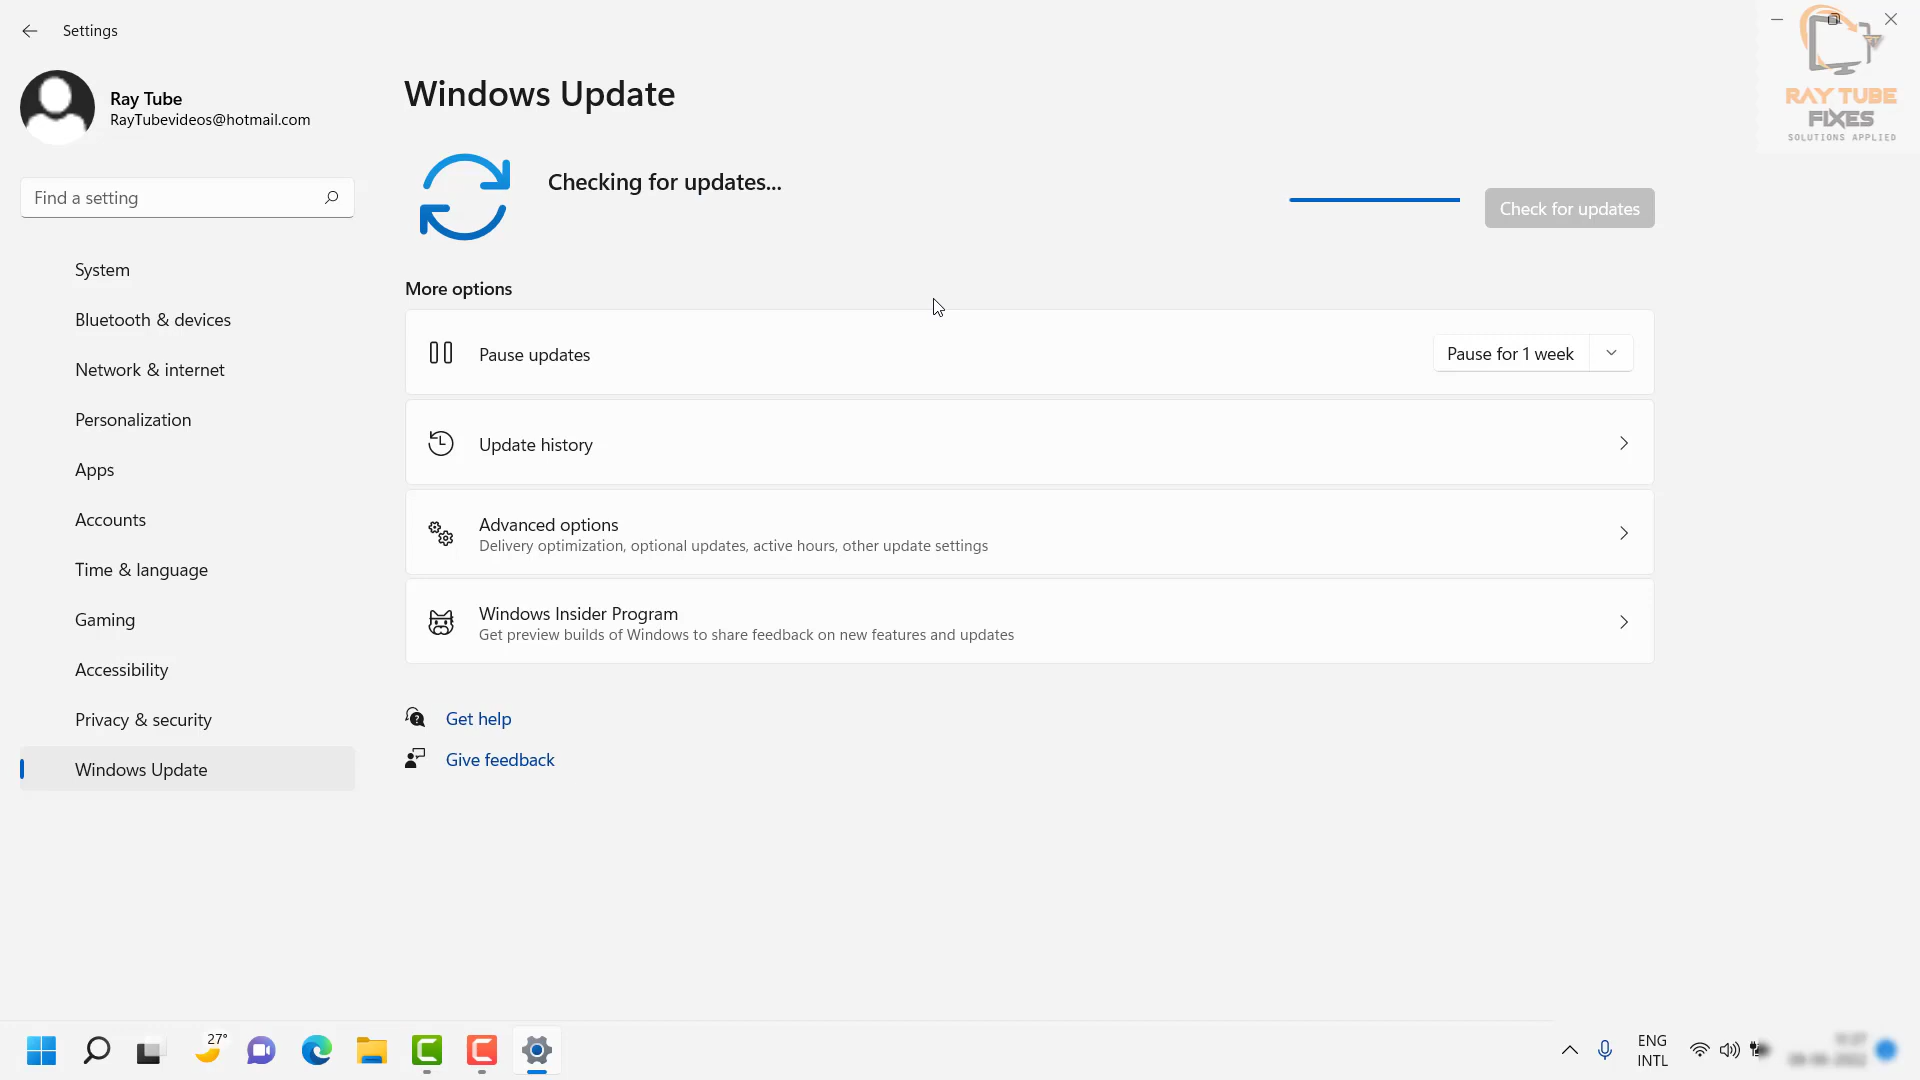 Settings
Ray Tube
RayTubevideos@hotmail.com
Find a setting
System
Bluetooth & devices
Network & internet
Personalization
Apps
Accounts
Time & language
Gaming
Accessibility
Privacy & security
Windows Update
Windows Update
Checking for updates...
Check for updates
More options
Pause updates
Pause for 1 week
Update history
Advanced options
Delivery optimization, optional updates, active hours, other update settings
Windows Insider Program
Get preview builds of Windows to share feedback on new features and updates
Get help
Give feedback
RAY TUBE
FIXES
SOLUTIONS APPLIED
27°
ENG
INTL